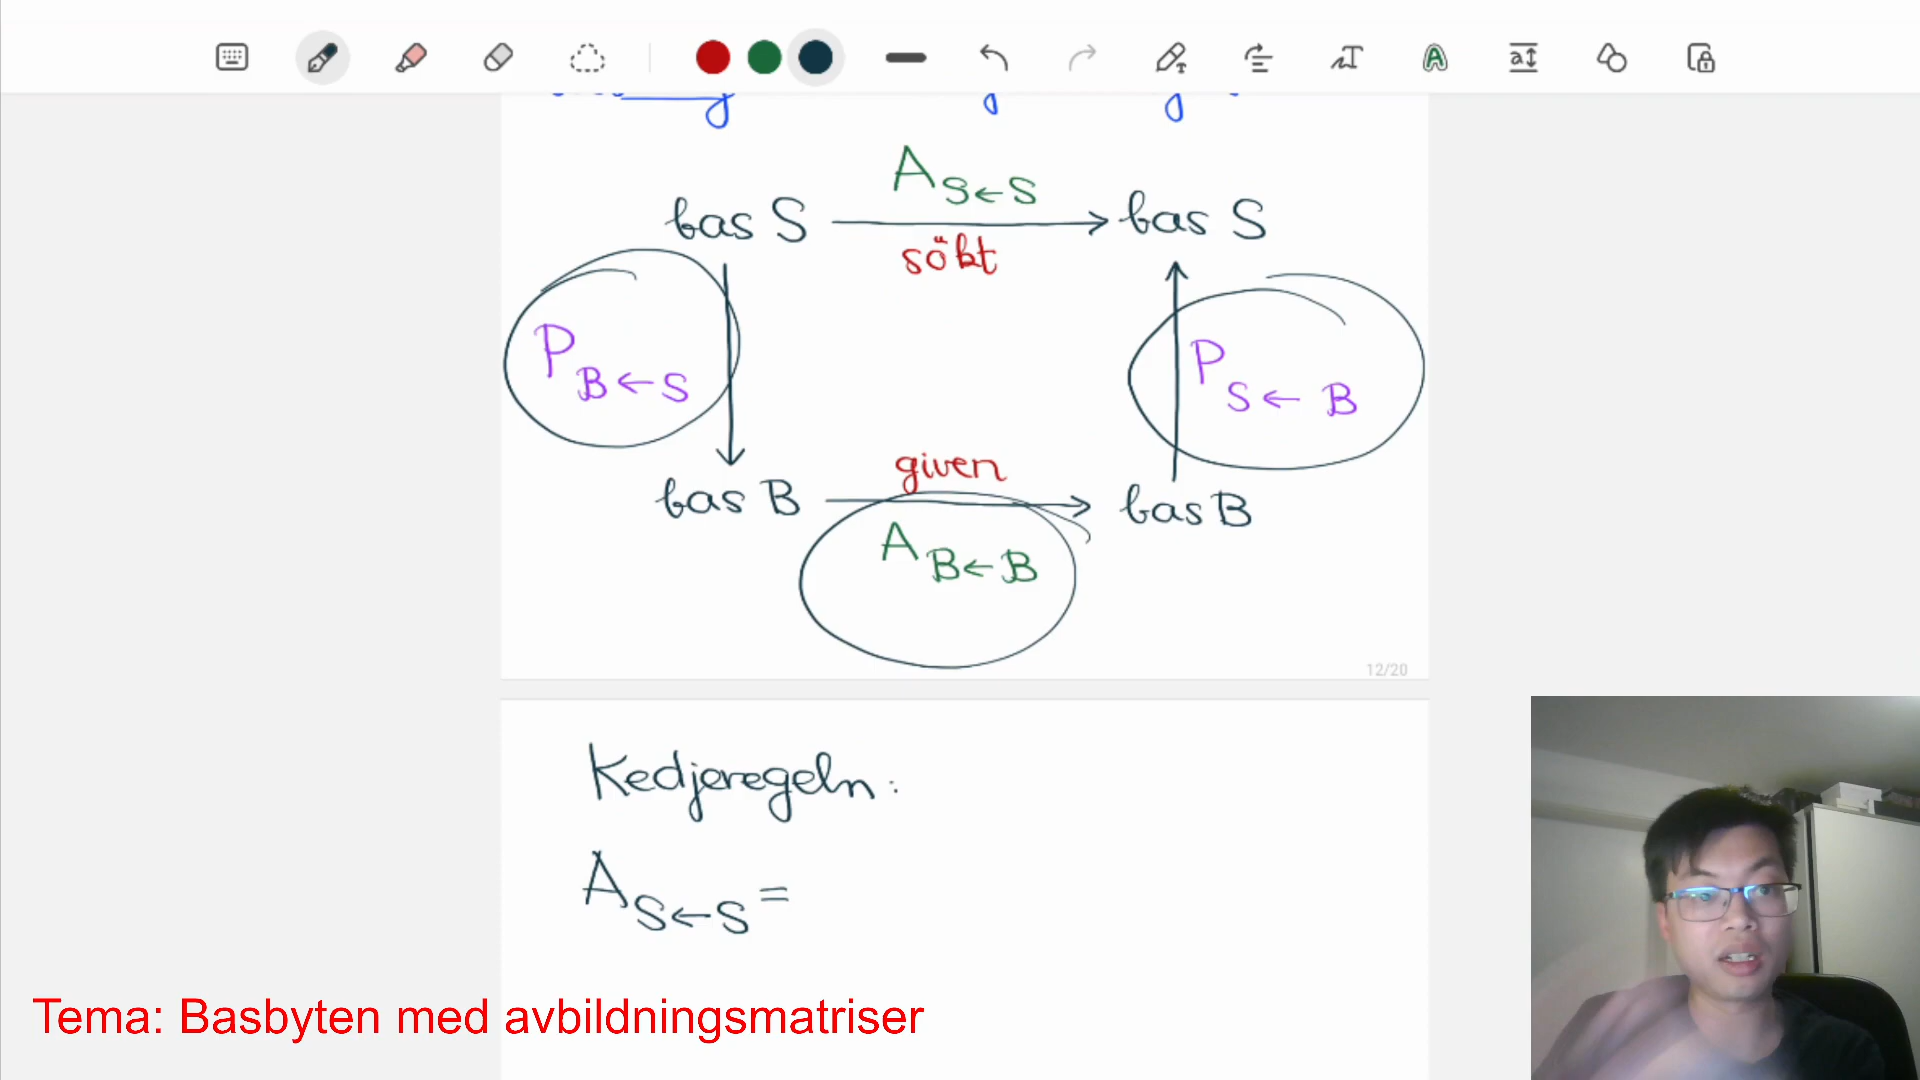 A S←S
bas S
bas S
sökt
P B←S
P S←B
given
bas B
bas B
A B←B
12/20
Kedjeregeln:
A S←S =
Tema: Basbyten med avbildningsmatriser